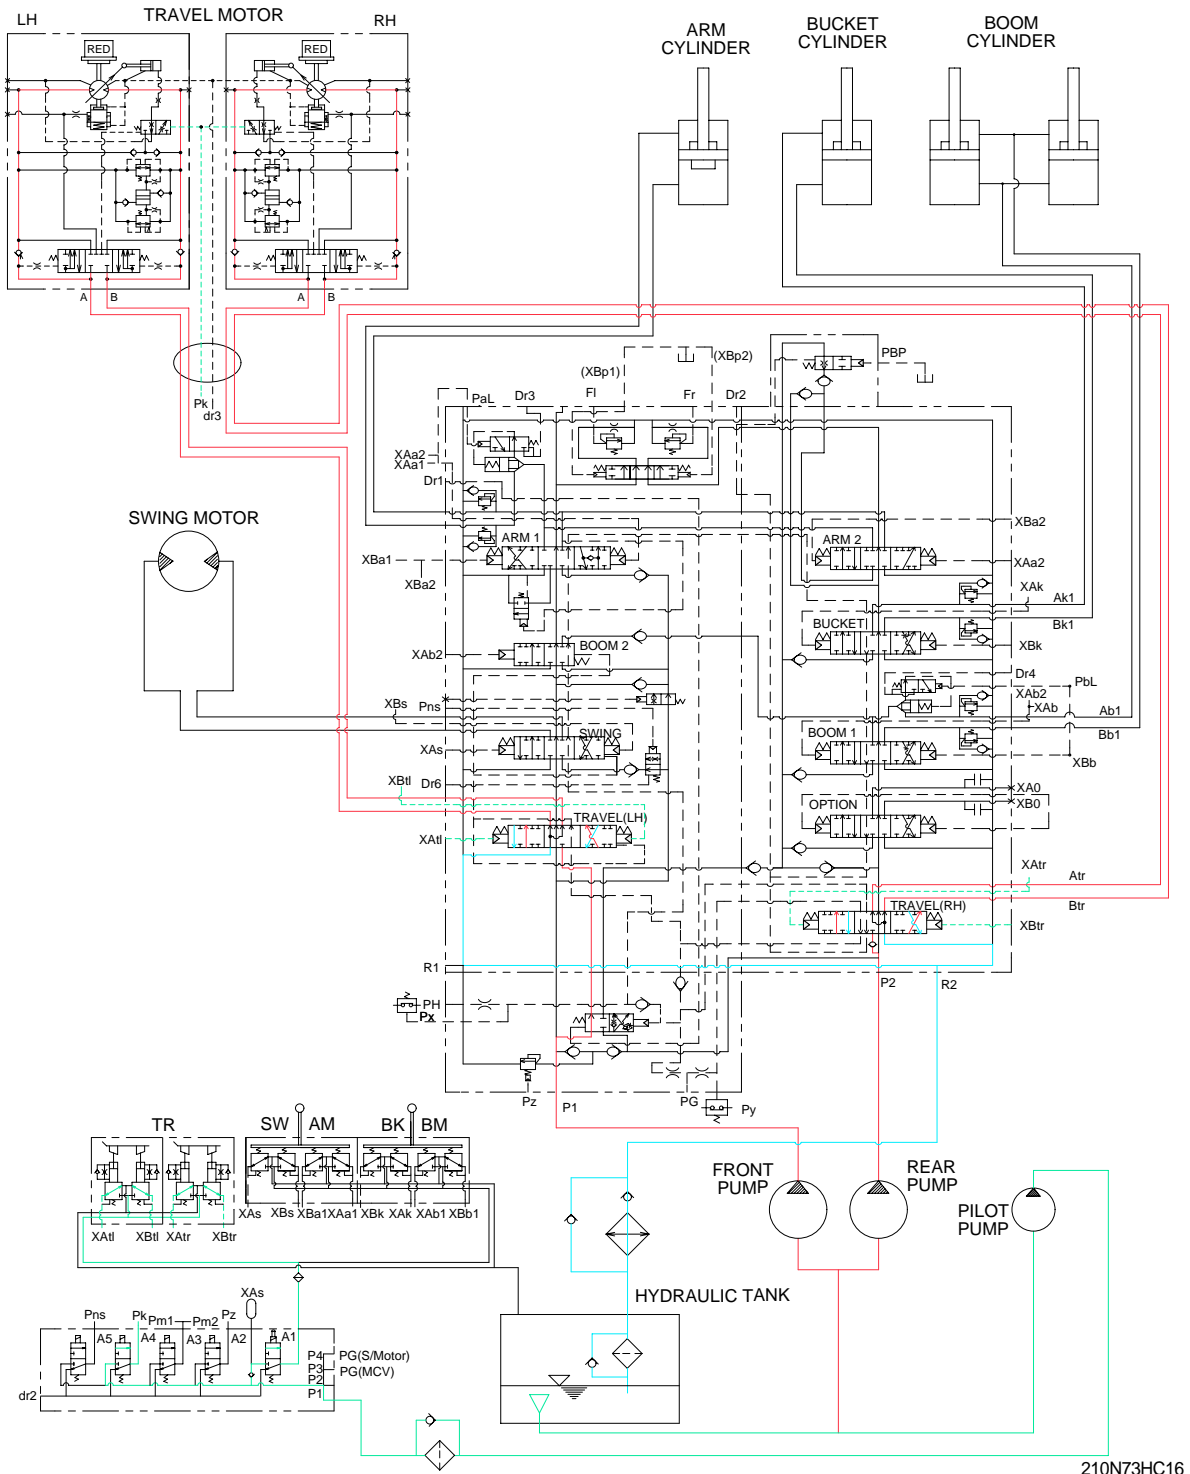 LH
TRAVEL MOTOR
RH
RED
RED
A
B
A
B
Pk
dr3
ARM
CYLINDER
BUCKET
CYLINDER
BOOM
CYLINDER
SWING MOTOR
(XBp1)
(XBp2)
PBP
PaL
Dr3
Fl
Fr
Dr2
XAa2
XAa1
Dr1
ARM 1
ARM 2
XBa2
XBa1
XBa2
XAa2
XAk
Ak1
BUCKET
Bk1
BOOM 2
XAb2
XBk
Dr4
PbL
XBs
Pns
XAb2
XAb
Ab1
SWING
BOOM 1
Bb1
XAs
XBb
XBtl
Dr6
XA0
XB0
OPTION
TRAVEL(LH)
XAtl
XAtr
Atr
TRAVEL(RH)
Btr
XBtr
R1
P2
R2
PH
Px
Pz
P1
PG
Py
TR
SW
AM
BK
BM
XAs
XBs
XBa1
XAa1
XBk
XAk
XAb1
XBb1
XAtl
XBtl
XAtr
XBtr
FRONT
PUMP
REAR
PUMP
PILOT
PUMP
HYDRAULIC TANK
XAs
Pns
Pk
Pm1
Pm2
Pz
A5
A4
A3
A2
A1
P4
PG(S/Motor)
P3
PG(MCV)
P2
P1
dr2
210N73HC16